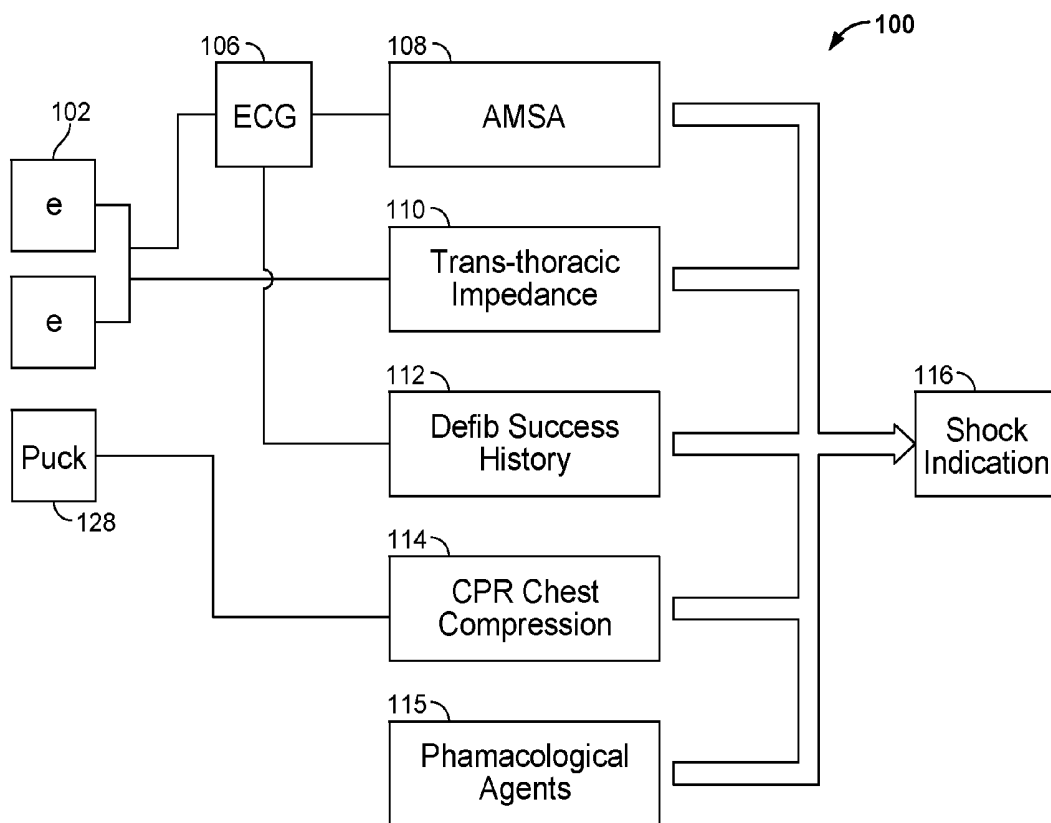 100
106
108
ECG
AMSA
102
e
110
Trans-thoracic
Impedance
e
112
116
Defib Success
History
Shock
Indication
Puck
128
114
CPR Chest
Compression
115
Phamacological
Agents